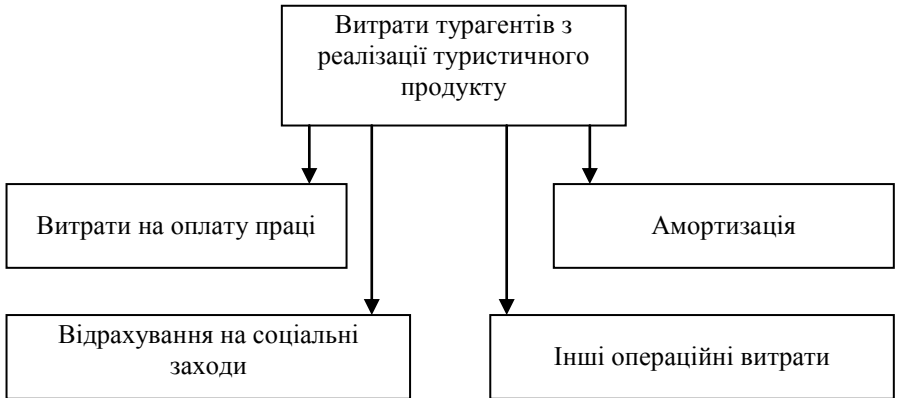 Витрати турагентів з
реалізації туристичного
продукту
Витрати на оплату праці
Амортизація
Відрахування на соціальні
заходи
Інші операційні витрати